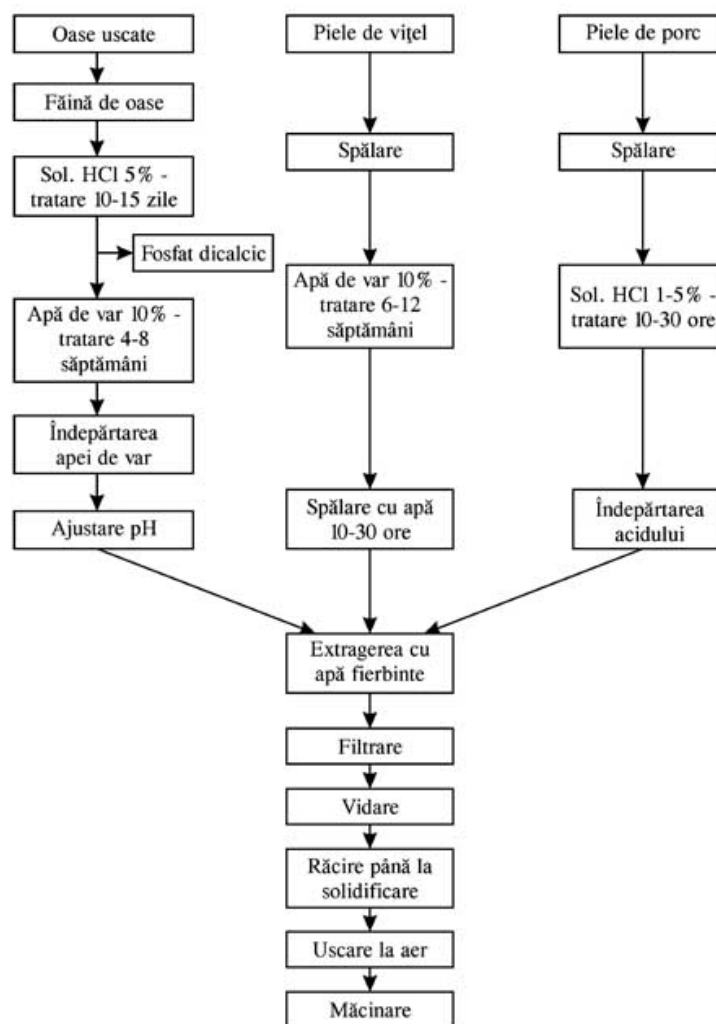 Oase uscate
Făină de oase
Sol. HCl 5% -
tratare 10-15 zile
Fosfat dicalcic
Apă de var 10% -
tratare 4-8
săptămâni
Îndepărtarea
apei de var
Ajustare pH
Piele de viţel
Spălare
Apă de var 10% -
tratare 6-12
săptămâni
Spălare cu apă
10-30 ore
Piele de porc
Spălare
Sol. HCl 1-5% -
tratare 10-30 ore
Îndepărtarea
acidului
Extragerea cu
apă fierbinte
Filtrare
Vidare
Răcire până la
solidificare
Uscare la aer
Măcinare